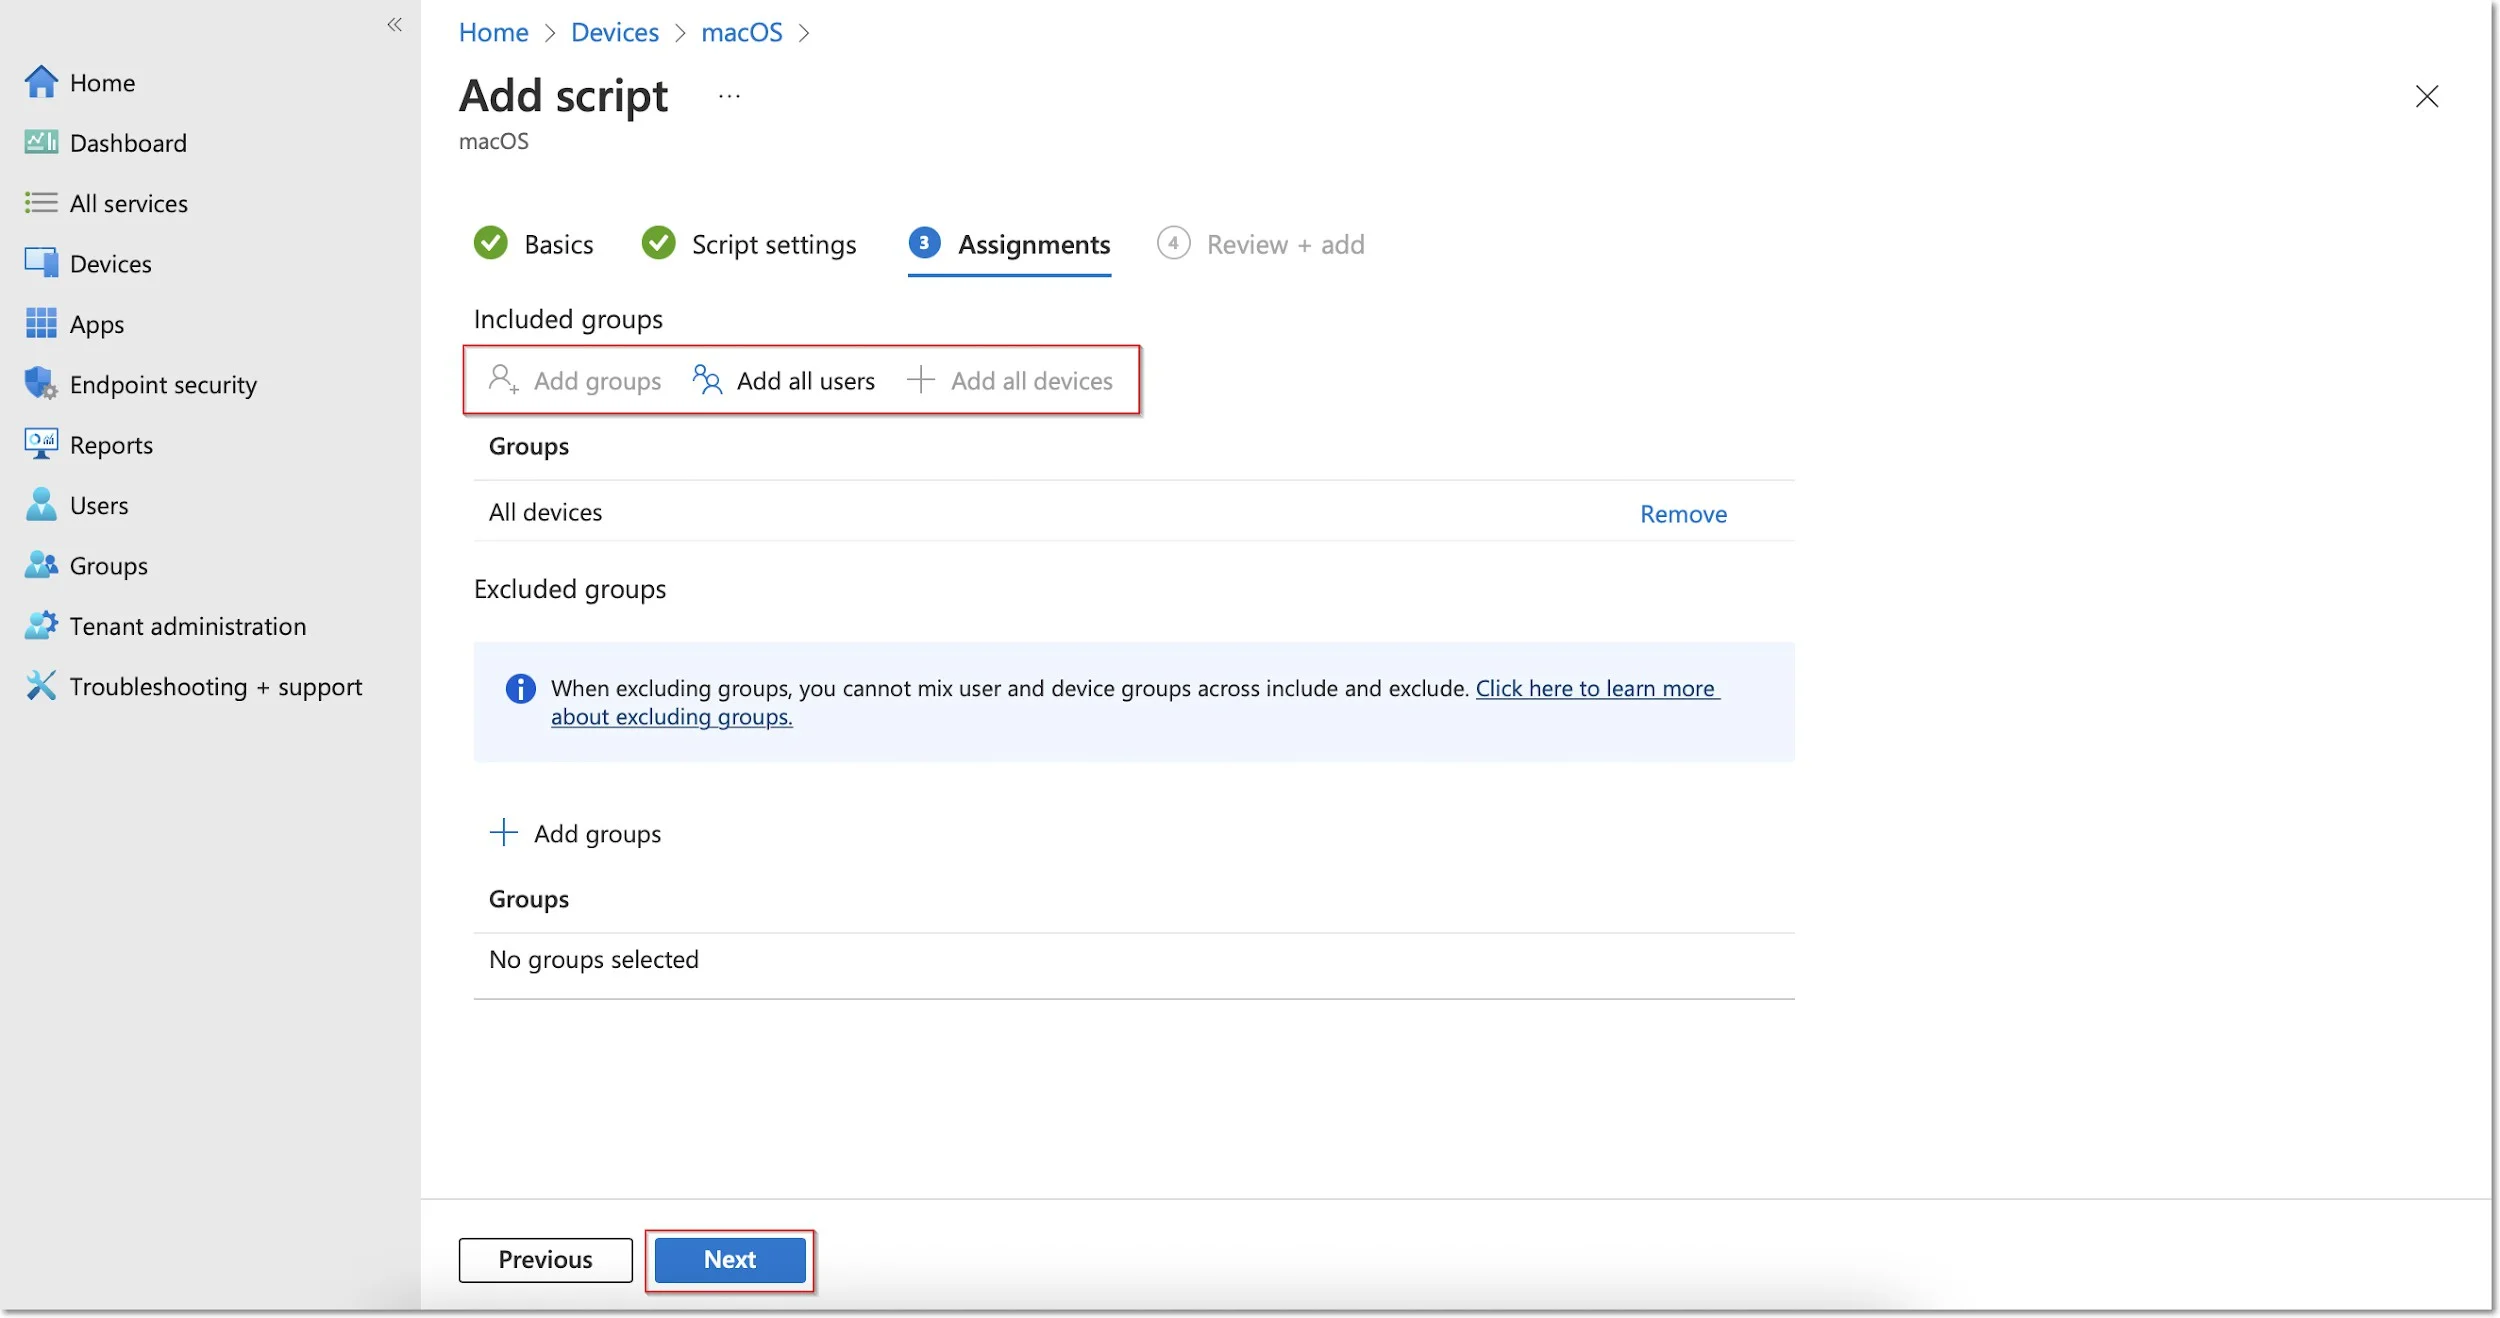 Home
Dashboard
All services
Devices
Apps
Endpoint security
Reports
Users
Groups
Tenant administration
Troubleshooting + support
Home > Devices > macOS >
Add script ...
macOS
Basics
Script settings
3 Assignments
4 Review + add
Included groups
Add groups
Add all users
Add all devices
Groups
All devices Remove
Excluded groups
When excluding groups, you cannot mix user and device groups across include and exclude. Click here to learn more
about excluding groups.
Add groups
Groups
No groups selected
Previous
Next